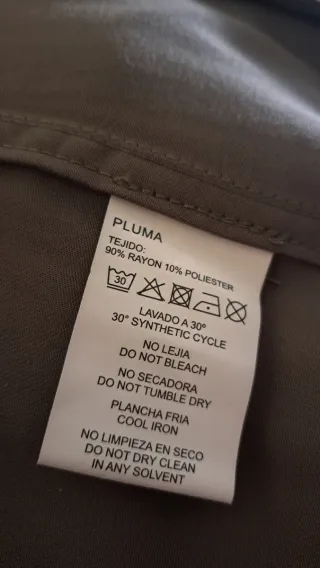 PLUMA
TEJIDO:
90% RAYON 10% POLIESTER
30
LAVADO A 30º
30° SYNTHETIC CYCLE
NO LEJIA
DO NOT BLEACH
NO SECADORA
DO NOT TUMBLE DRY
PLANCHA FRIA
COOL IRON
NO LIMPIEZA EN SECO
DO NOT DRY CLEAN
IN ANY SOLVENT